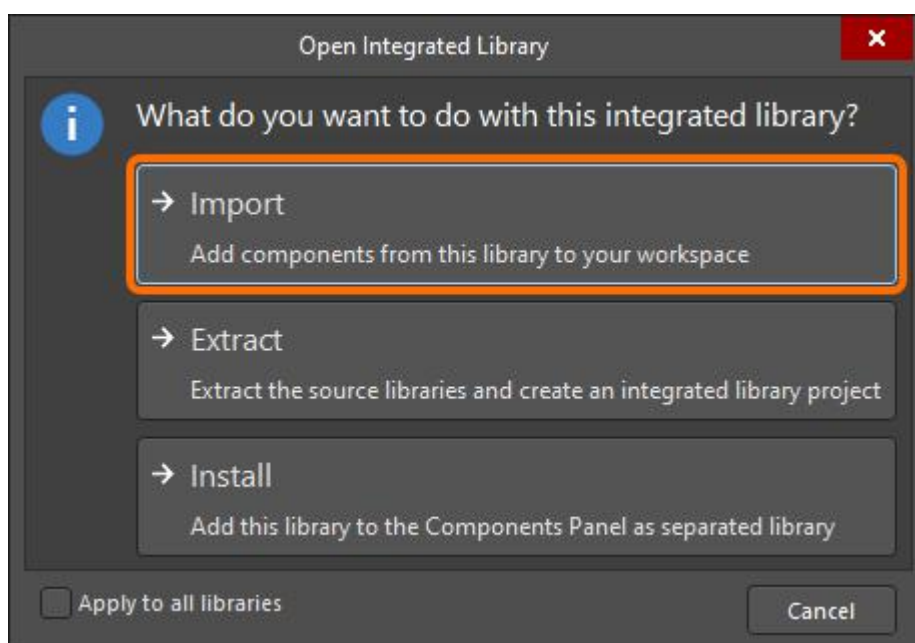 Open Integrated Library
What do you want to do with this integrated library?
Import
Add components from this library to your workspace
Extract
Extract the source libraries and create an integrated library project
Install
Add this library to the Components Panel as separated library
Apply to all libraries
Cancel